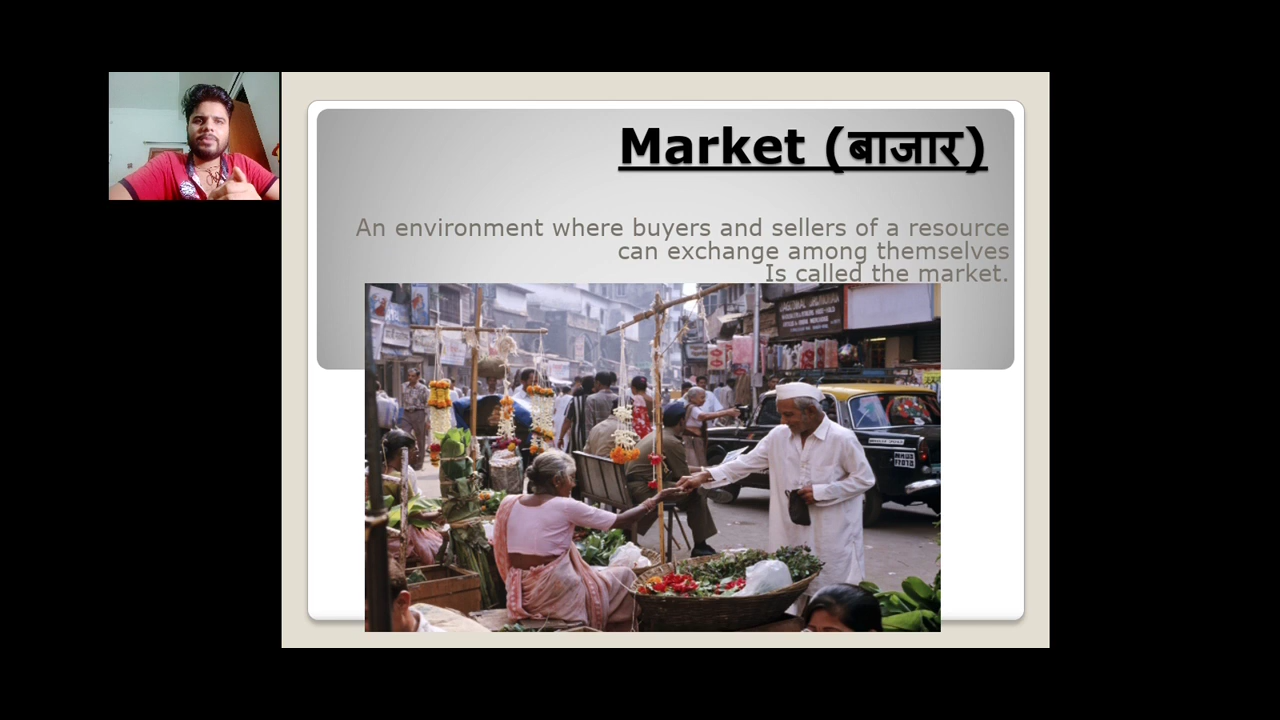 Market (बाजार)
An environment where buyers and sellers of a resource
can exchange among themselves
Is called the market.